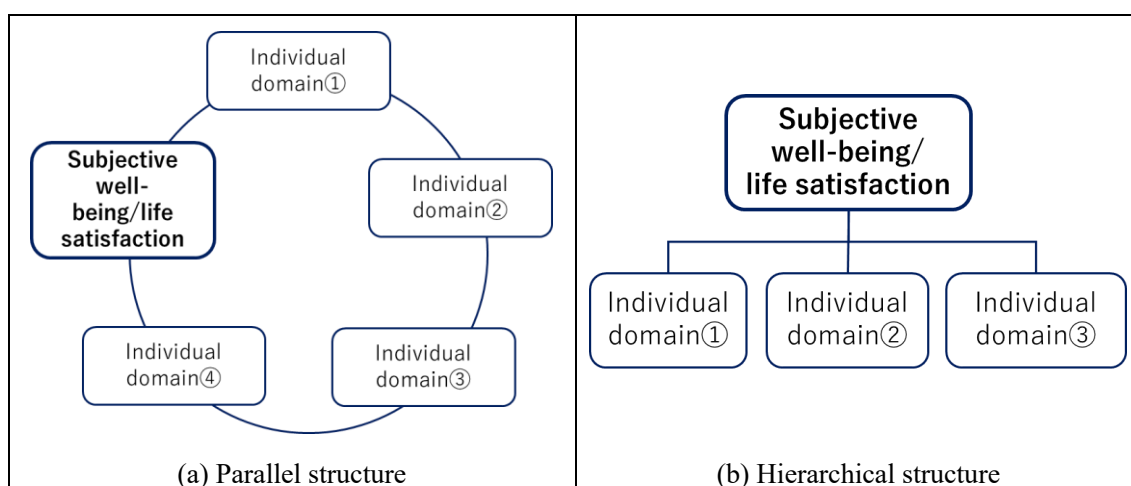 Individual
domain①
Subjective
well-
being/life
satisfaction
Individual
domain②
Individual
domain④
Individual
domain③
(a) Parallel structure
Subjective
well-being/
life satisfaction
Individual
domain①
Individual
domain②
Individual
domain③
(b) Hierarchical structure